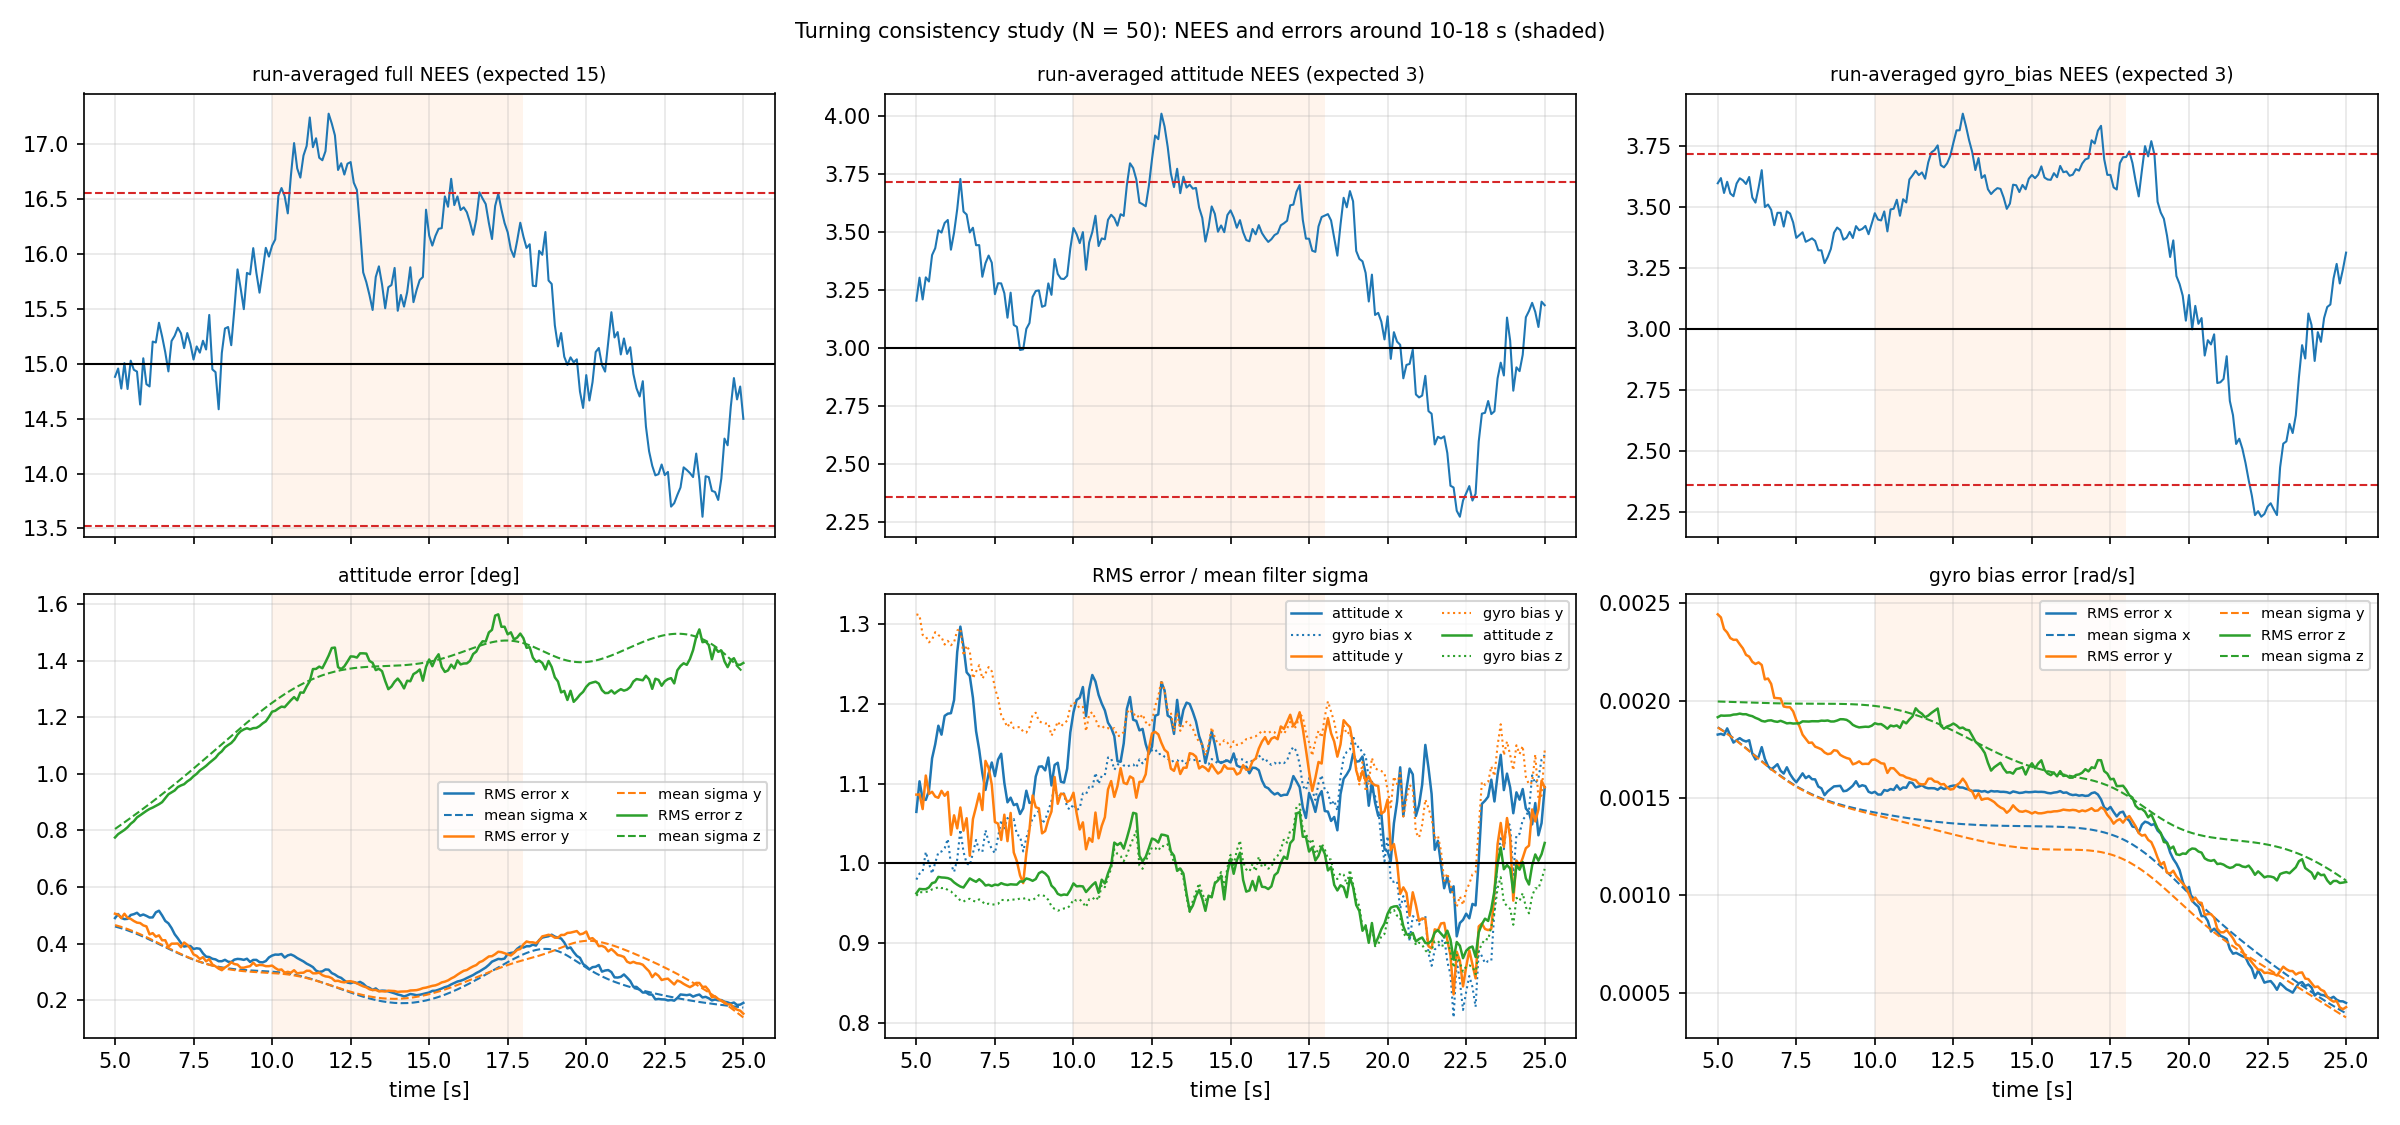 Turning consistency study (N = 50): NEES and errors around 10-18 s (shaded)
run-averaged full NEES (expected 15)
17.0
16.5
16.0
15.5
15.0
14.5
14.0
13.5
run-averaged attitude NEES (expected 3)
4.00
3.75
3.50
3.25
3.00
2.75
2.50
2.25
run-averaged gyro_bias NEES (expected 3)
3.75
3.50
3.25
3.00
2.75
2.50
2.25
attitude error [deg]
1.6
1.4
1.2
1.0
0.8
0.6
0.4
0.2
RMS error x
mean sigma x
RMS error y
mean sigma y
RMS error z
mean sigma z
5.0 7.5 10.0 12.5 15.0 17.5 20.0 22.5 25.0
time [s]
RMS error / mean filter sigma
1.3
1.2
1.1
1.0
0.9
0.8
attitude x
gyro bias x
attitude y
gyro bias y
attitude z
gyro bias z
5.0 7.5 10.0 12.5 15.0 17.5 20.0 22.5 25.0
time [s]
gyro bias error [rad/s]
0.0025
0.0020
0.0015
0.0010
0.0005
RMS error x
mean sigma x
RMS error y
mean sigma y
RMS error z
mean sigma z
5.0 7.5 10.0 12.5 15.0 17.5 20.0 22.5 25.0
time [s]